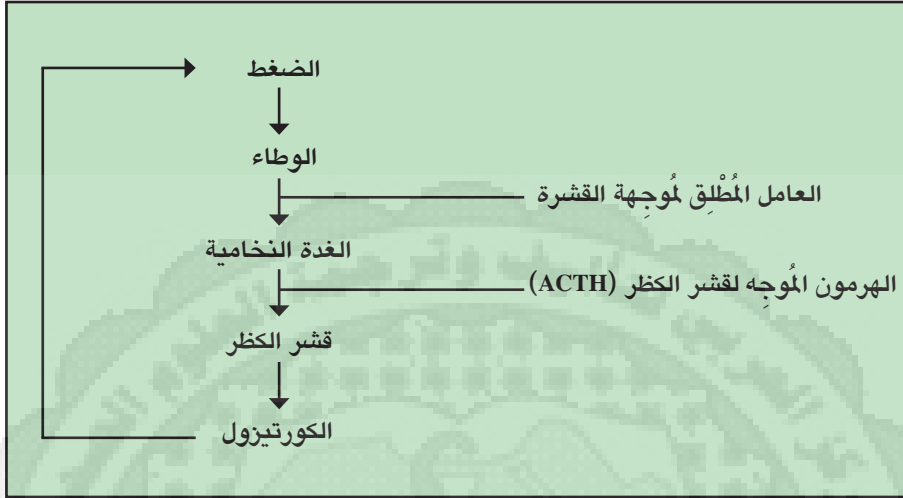 الضغط
الوطاء
العامل المُطْلِق لمُوجِهة القشرة
الغدة النخامية
الهرمون المُوجِه لقشر الكظر (ACTH)
قشر الكظر
الكورتيزول